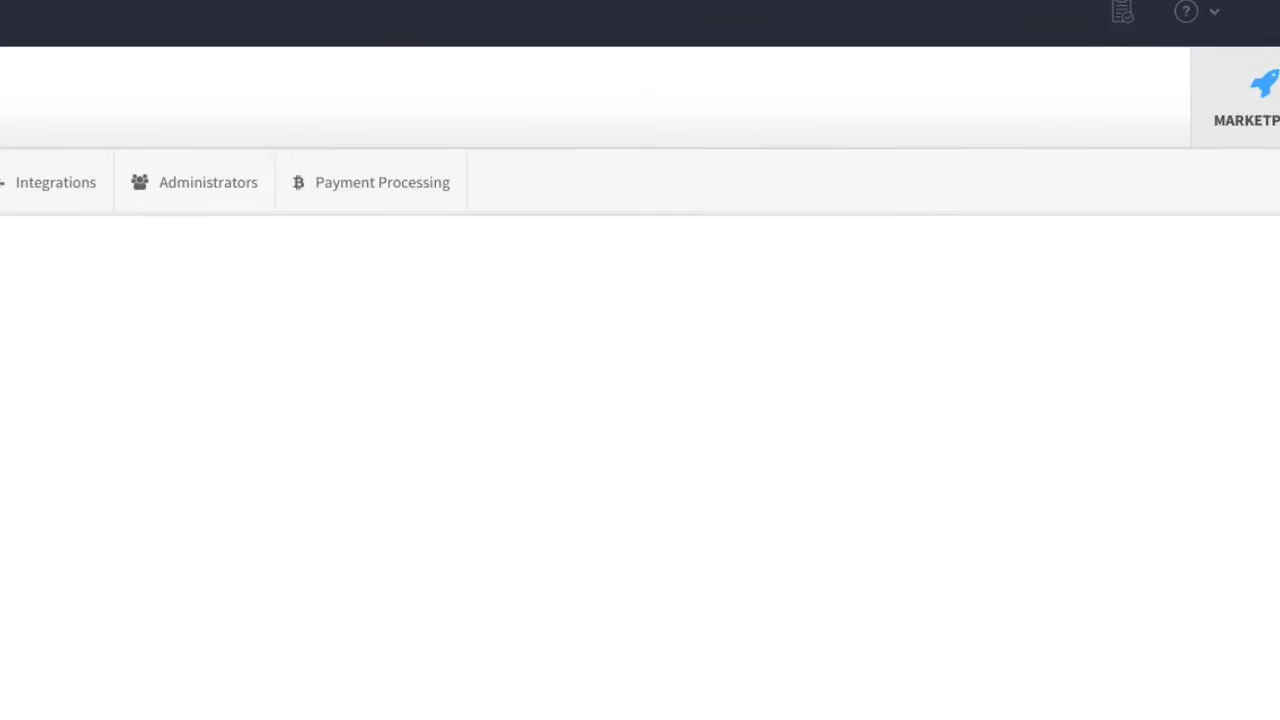 MARKETP
Integrations
Administrators
Payment Processing